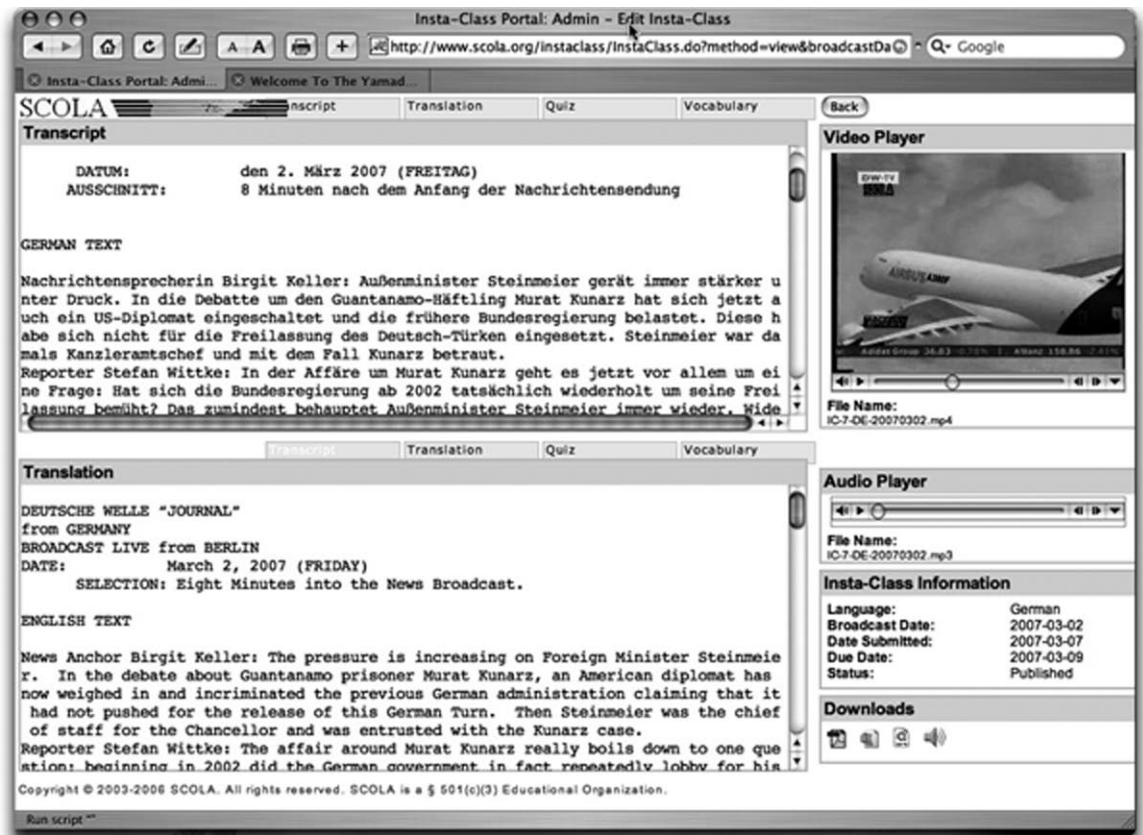 Insta-Class Portal: Admin - Edit Insta-Class
A A + http://www.scola.org/instaclass/InstaClass.do?method=view&broadcastDa Q- Google
Insta-Class Portal: Admi... Welcome To The Yamad...
SCOLA nscript Translation Quiz Vocabulary Back
Transcript
DATUM: den 2. März 2007 (FREITAG)
AUSSCHNITT: 8 Minuten nach dem Anfang der Nachrichtensendung
GERMAN TEXT
Nachrichtensprecherin Birgit Keller: Außenminister Steinmeier gerät immer stärker u
nter Druck. In die Debatte um den Guantanamo-Häftling Murat Kunarz hat sich jetzt a
uch ein US-Diplomat eingeschaltet und die frühere Bundesregierung belastet. Diese h
abe sich nicht für die Freilassung des Deutsch-Türken eingesetzt. Steinmeier war da
mals Kanzleramtschef und mit dem Fall Kunarz betraut.
Reporter Stefan Wittke: In der Affäre um Murat Kunarz geht es jetzt vor allem um ei
ne Frage: Hat sich die Bundesregierung ab 2002 tatsächlich wiederholt um seine Frei
lassung bemüht? Das zumindest behauptet Außenminister Steinmeier immer wieder. Wide
Transcript Translation Quiz Vocabulary
Translation
DEUTSCHE WELLE "JOURNAL"
from GERMANY
BROADCAST LIVE from BERLIN
DATE: March 2, 2007 (FRIDAY)
SELECTION: Eight Minutes into the News Broadcast.
ENGLISH TEXT
News Anchor Birgit Keller: The pressure is increasing on Foreign Minister Steinmeie
r. In the debate about Guantanamo prisoner Murat Kunarz, an American diplomat has
now weighed in and incriminated the previous German administration claiming that it
had not pushed for the release of this German Turn. Then Steinmeier was the chief
of staff for the Chancellor and was entrusted with the Kunarz case.
Reporter Stefan Wittke: The affair around Murat Kunarz really boils down to one que
stion: beginning in 2002 did the German government in fact repeatedly lobby for his
Video Player
DW-TV
AIRBUS A380
Adidas Group 36.83 -0.78% Allianz 158.86 -2.41%
File Name:
IC-7-DE-20070302.mp4
Audio Player
File Name:
IC-7-DE-20070302.mp3
Insta-Class Information
Language: German
Broadcast Date: 2007-03-02
Date Submitted: 2007-03-07
Due Date: 2007-03-09
Status: Published
Downloads
Copyright © 2003-2006 SCOLA. All rights reserved. SCOLA is a § 501(c)(3) Educational Organization.
Run script ""